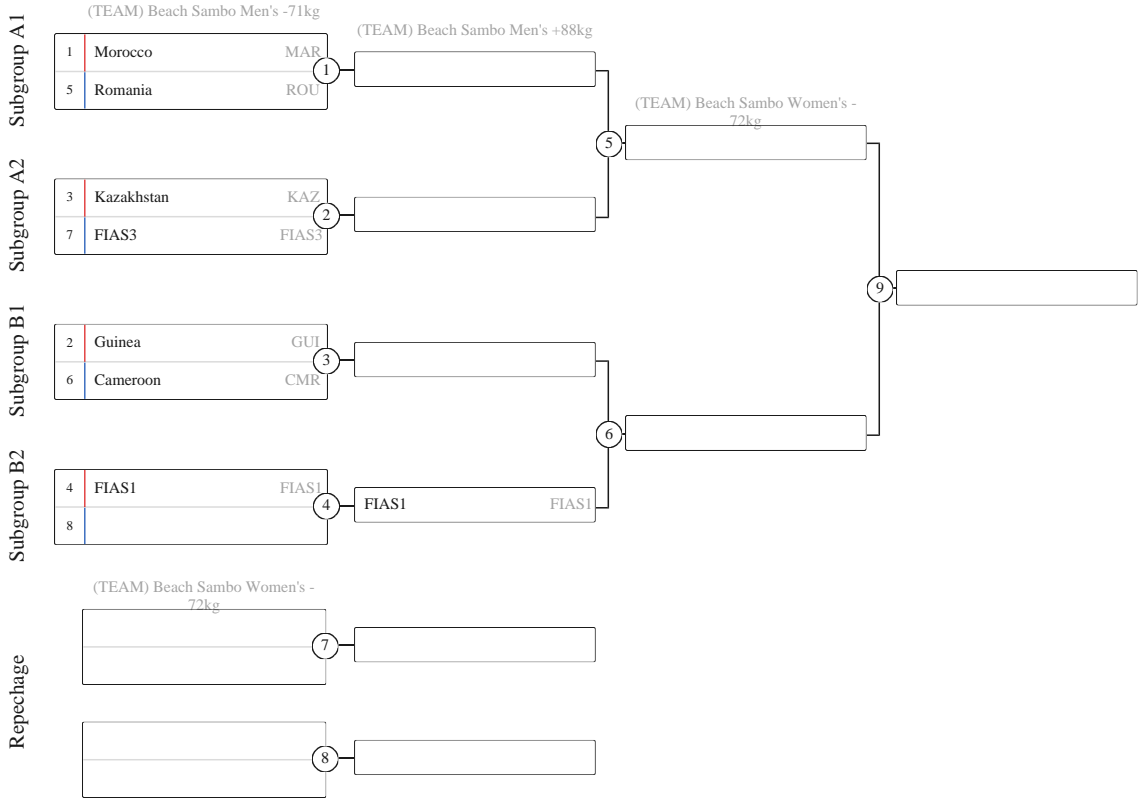 (TEAM) Beach Sambo Men's -71kg
(TEAM) Beach Sambo Men's +88kg
(TEAM) Beach Sambo Women's -
72kg
Subgroup A1
1 Morocco MAR
5 Romania ROU
1
5
Subgroup A2
3 Kazakhstan KAZ
7 FIAS3 FIAS3
2
9
Subgroup B1
2 Guinea GUI
6 Cameroon CMR
3
6
Subgroup B2
4 FIAS1 FIAS1
8
4
FIAS1 FIAS1
(TEAM) Beach Sambo Women's -
72kg
Repechage
7
8